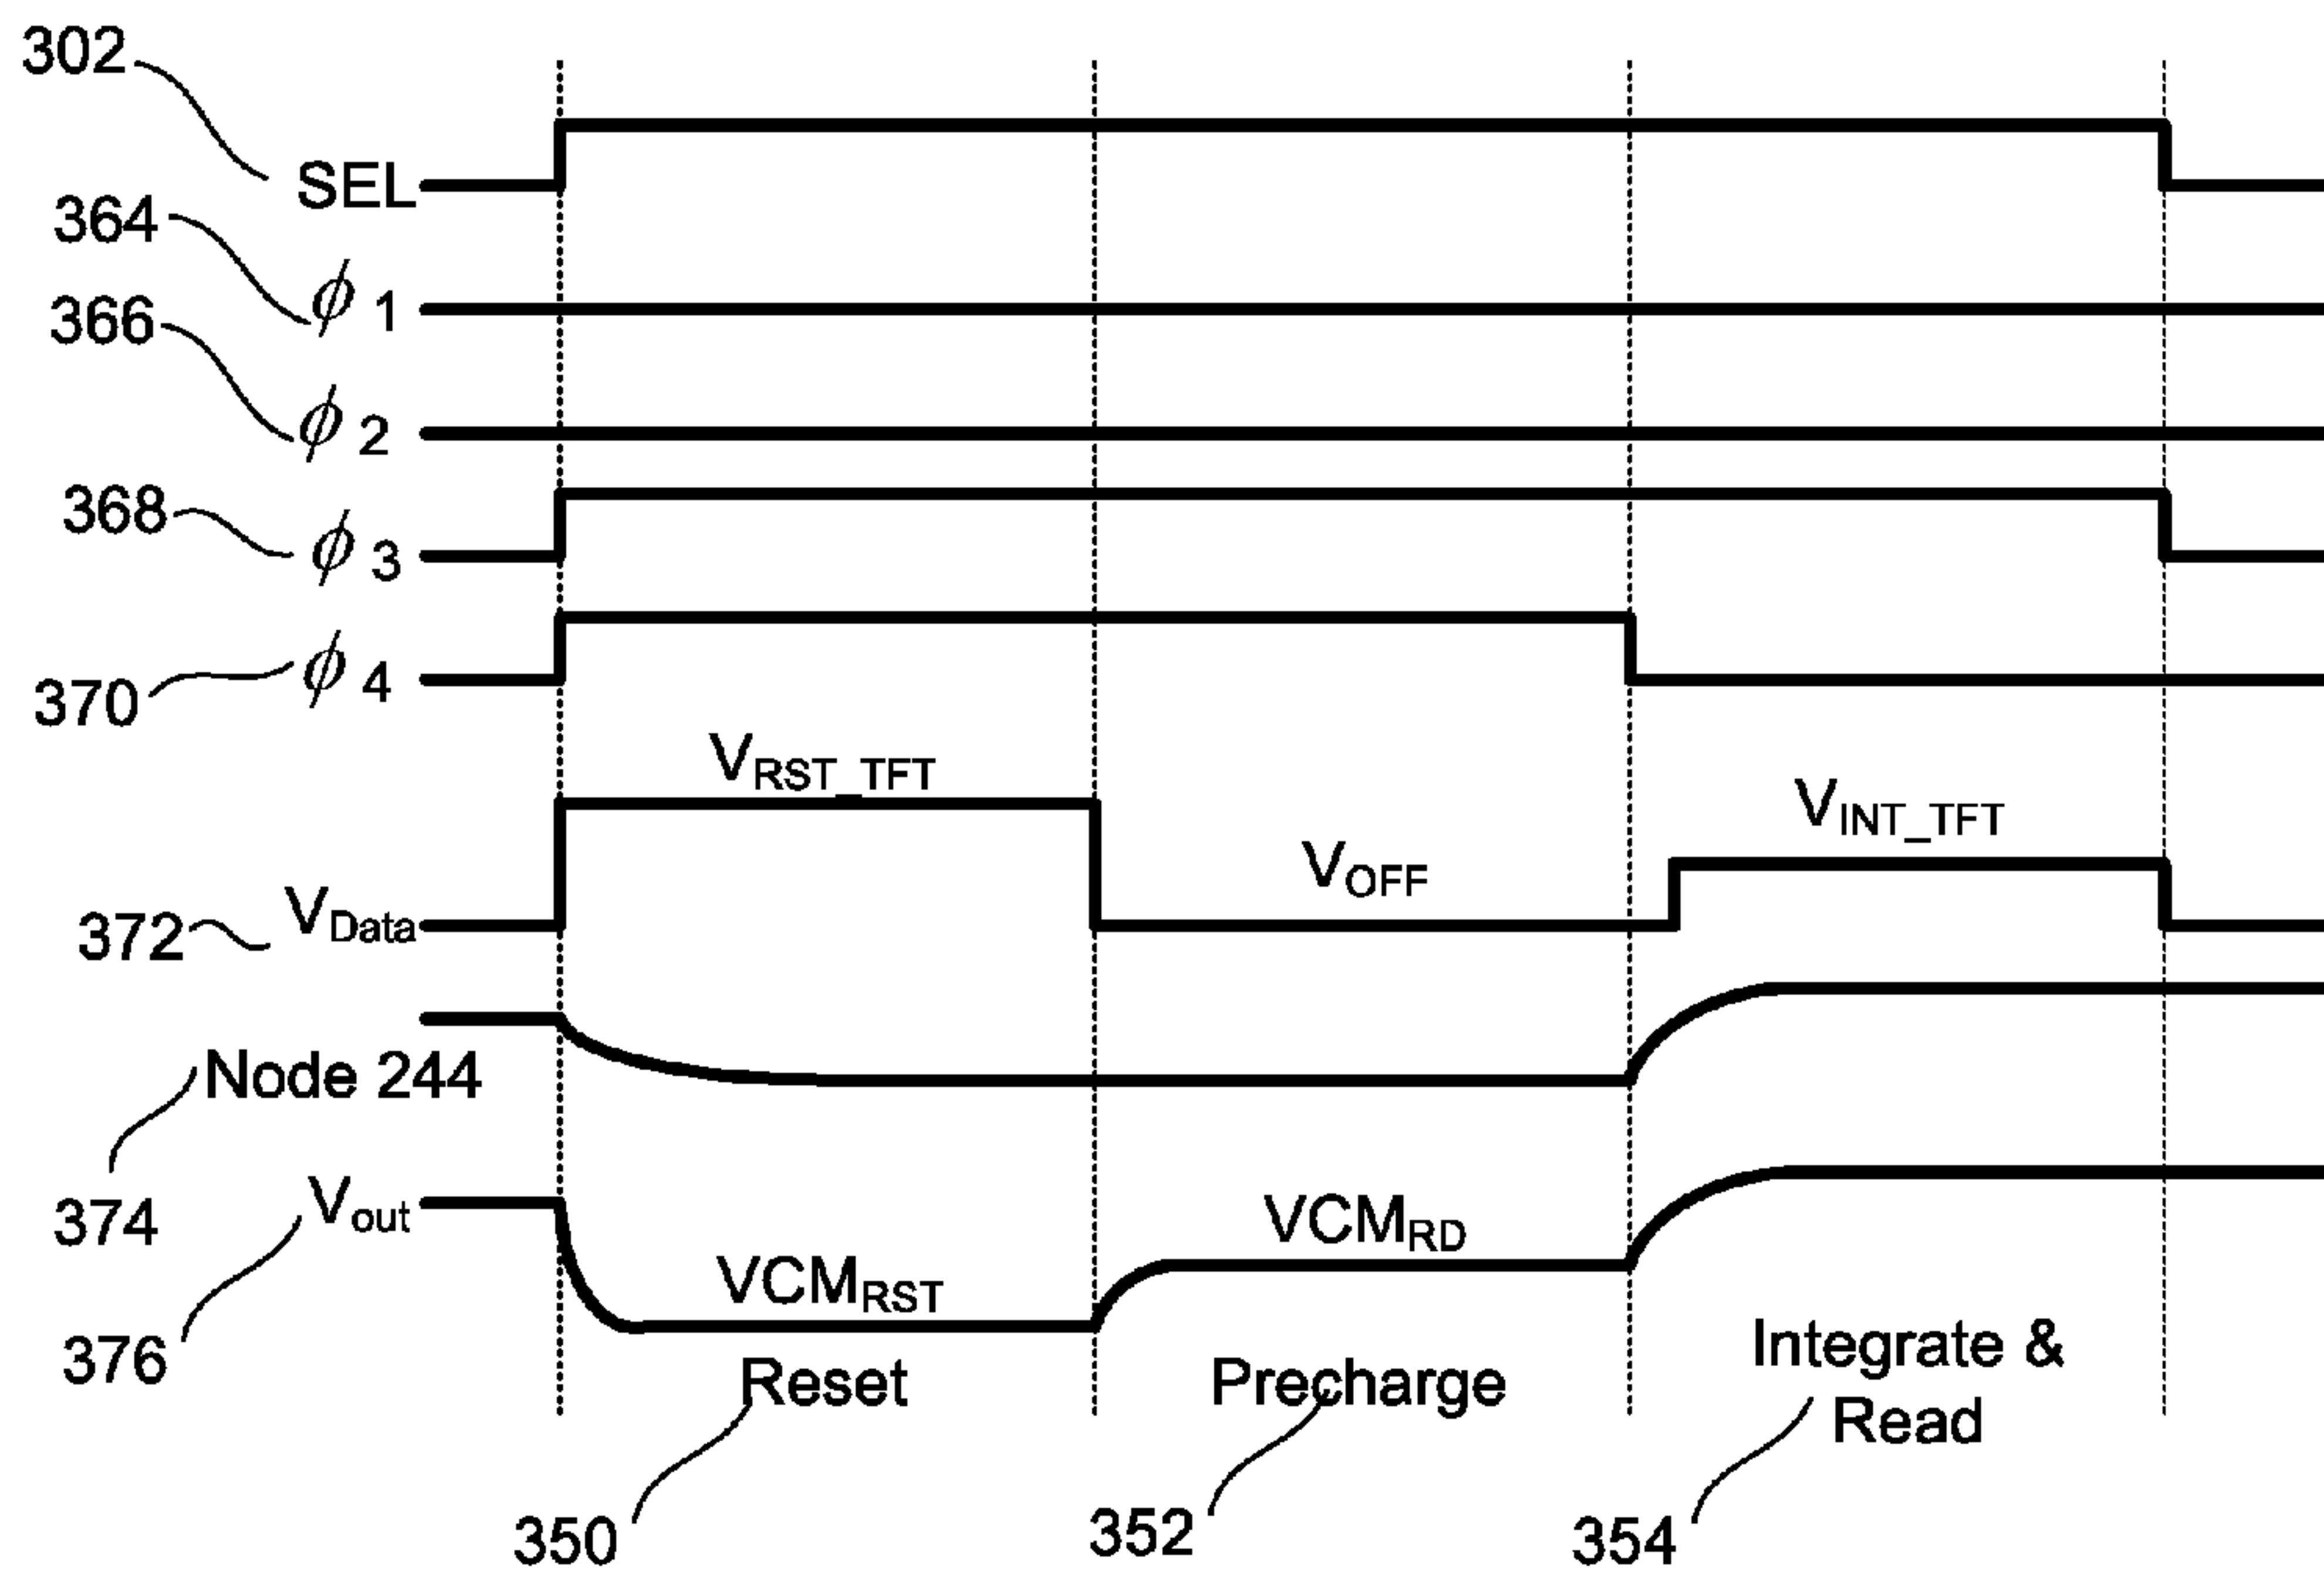 302
SEL
364
ϕ 1
366
ϕ 2
368
ϕ 3
370
ϕ 4
V_RST_TFT
V_OFF
V_INT_TFT
372
V_Data
Node 244
374
V_out
376
VCM_RST
VCM_RD
Reset
Precharge
Integrate &
Read
350
352
354